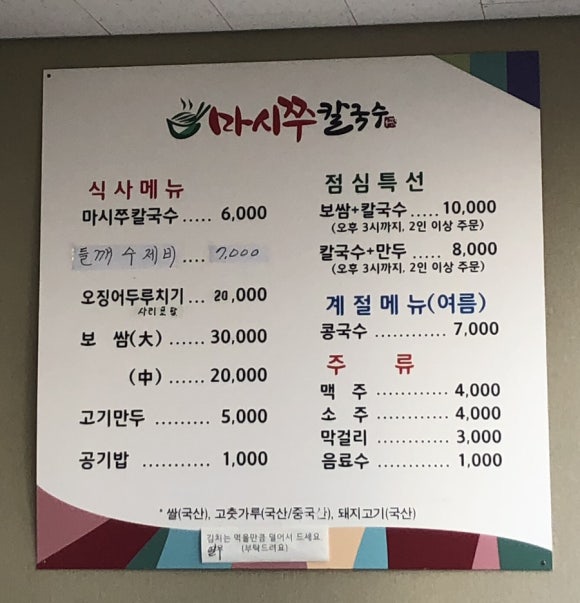 마시쭈칼국수
식사메뉴
마시쭈칼국수 ..... 6,000
들깨 수제비 .... 7.000
오징어두루치기 ... 20,000
사리포함
보 쌈(大) ...... 30,000
(中) ...... 20,000
고기만두 ......... 5,000
공기밥 ........... 1,000
점심특선
보쌈+칼국수 ..... 10,000
(오후 3시까지, 2인 이상 주문)
칼국수+만두 ..... 8,000
(오후 3시까지, 2인 이상 주문)
계절메뉴(여름)
콩국수 ............ 7,000
주 류
맥 주 ............ 4,000
소 주 ............ 4,000
막걸리 ............ 3,000
음료수 ............ 1,000
* 쌀(국산), 고춧가루(국산/중국산), 돼지고기(국산)
김치는 먹을만큼 덜어서 드세요
(부탁드려요)